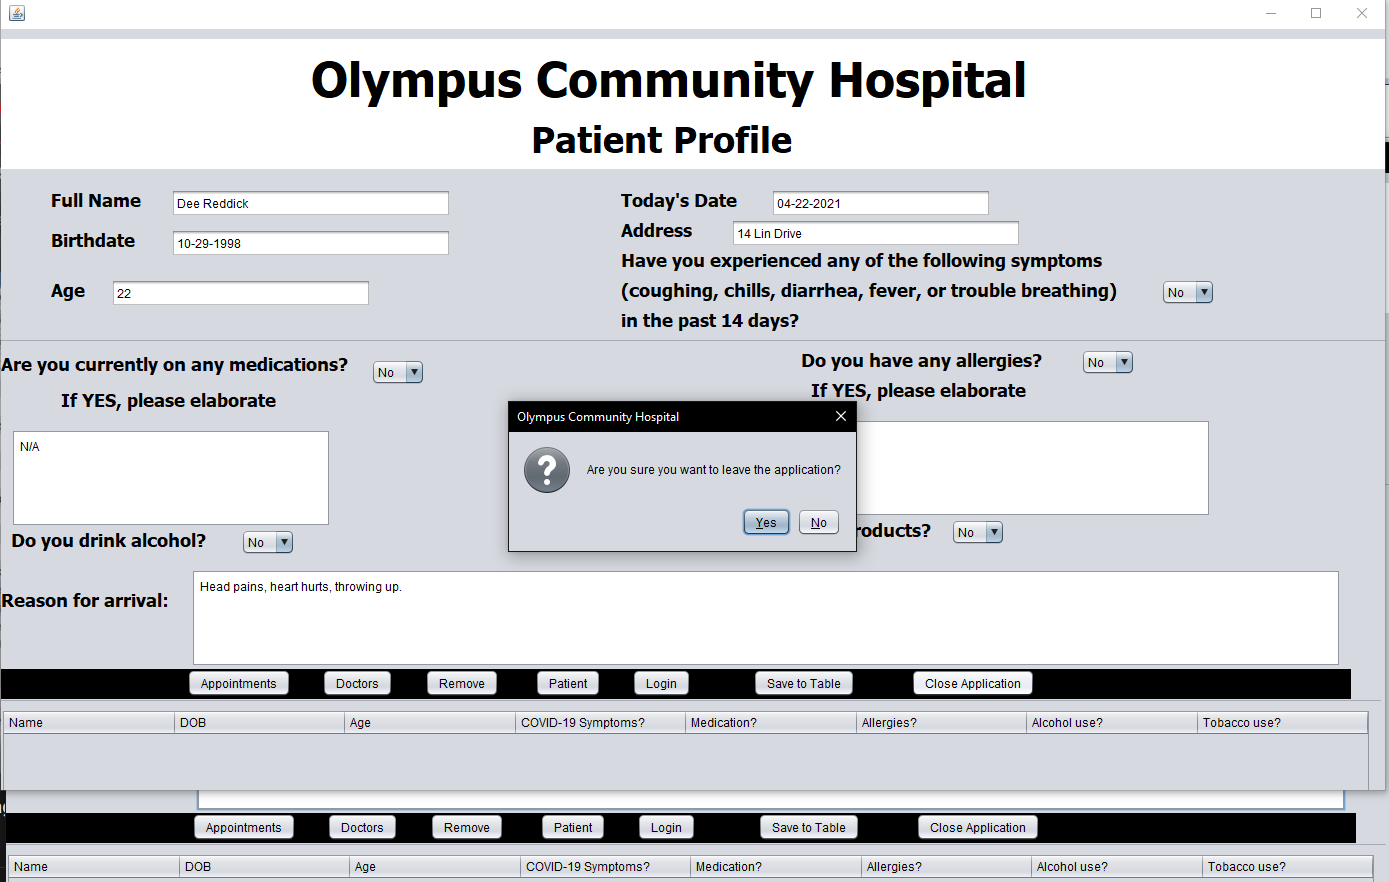 Olympus Community Hospital
Patient Profile
Full Name Dee Reddick Today's Date 04-22-2021
Address 14 Lin Drive
Birthdate 10-29-1998
Have you experienced any of the following symptoms
Age 22 (coughing, chills, diarrhea, fever, or trouble breathing) No
in the past 14 days?
Are you currently on any medications? No Do you have any allergies? No
If YES, please elaborate If YES, please elaborate
Olympus Community Hospital
N/A
Are you sure you want to leave the application?
Yes No
Do you drink alcohol? No roducts? No
Reason for arrival: Head pains, heart hurts, throwing up.
Appointments Doctors Remove Patient Login Save to Table Close Application
Name DOB Age COVID-19 Symptoms? Medication? Allergies? Alcohol use? Tobacco use?
Appointments Doctors Remove Patient Login Save to Table Close Application
Name DOB Age COVID-19 Symptoms? Medication? Allergies? Alcohol use? Tobacco use?